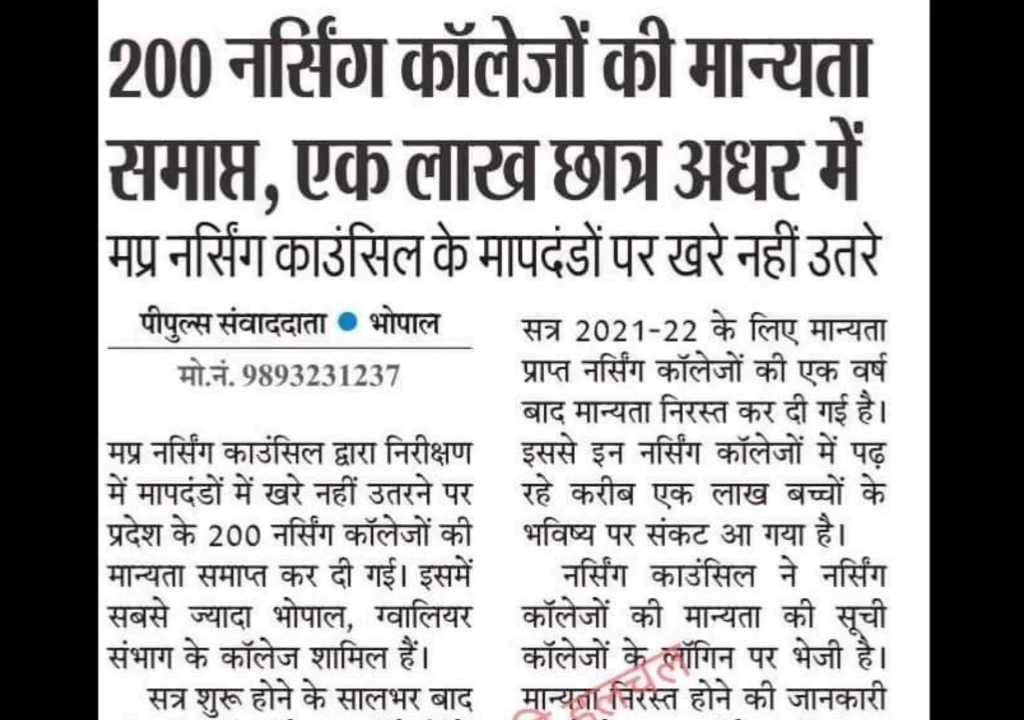 200 नर्सिंग कॉलेजों की मान्यता
समाप्त, एक लाख छात्र अधर में
मप्र नर्सिंग काउंसिल के मापदंडों पर खरे नहीं उतरे
पीपुल्स संवाददाता ● भोपाल
मो.नं. 9893231237
मप्र नर्सिंग काउंसिल द्वारा निरीक्षण
में मापदंडों में खरे नहीं उतरने पर
प्रदेश के 200 नर्सिंग कॉलेजों की
मान्यता समाप्त कर दी गई। इसमें
सबसे ज्यादा भोपाल, ग्वालियर
संभाग के कॉलेज शामिल हैं।
सत्र शुरू होने के सालभर बाद
सत्र 2021-22 के लिए मान्यता
प्राप्त नर्सिंग कॉलेजों की एक वर्ष
बाद मान्यता निरस्त कर दी गई है।
इससे इन नर्सिंग कॉलेजों में पढ़
रहे करीब एक लाख बच्चों के
भविष्य पर संकट आ गया है।
नर्सिंग काउंसिल ने नर्सिंग
कॉलेजों की मान्यता की सूची
कॉलेजों के लॉगिन पर भेजी है।
मान्यता निरस्त होने की जानकारी
हलचल